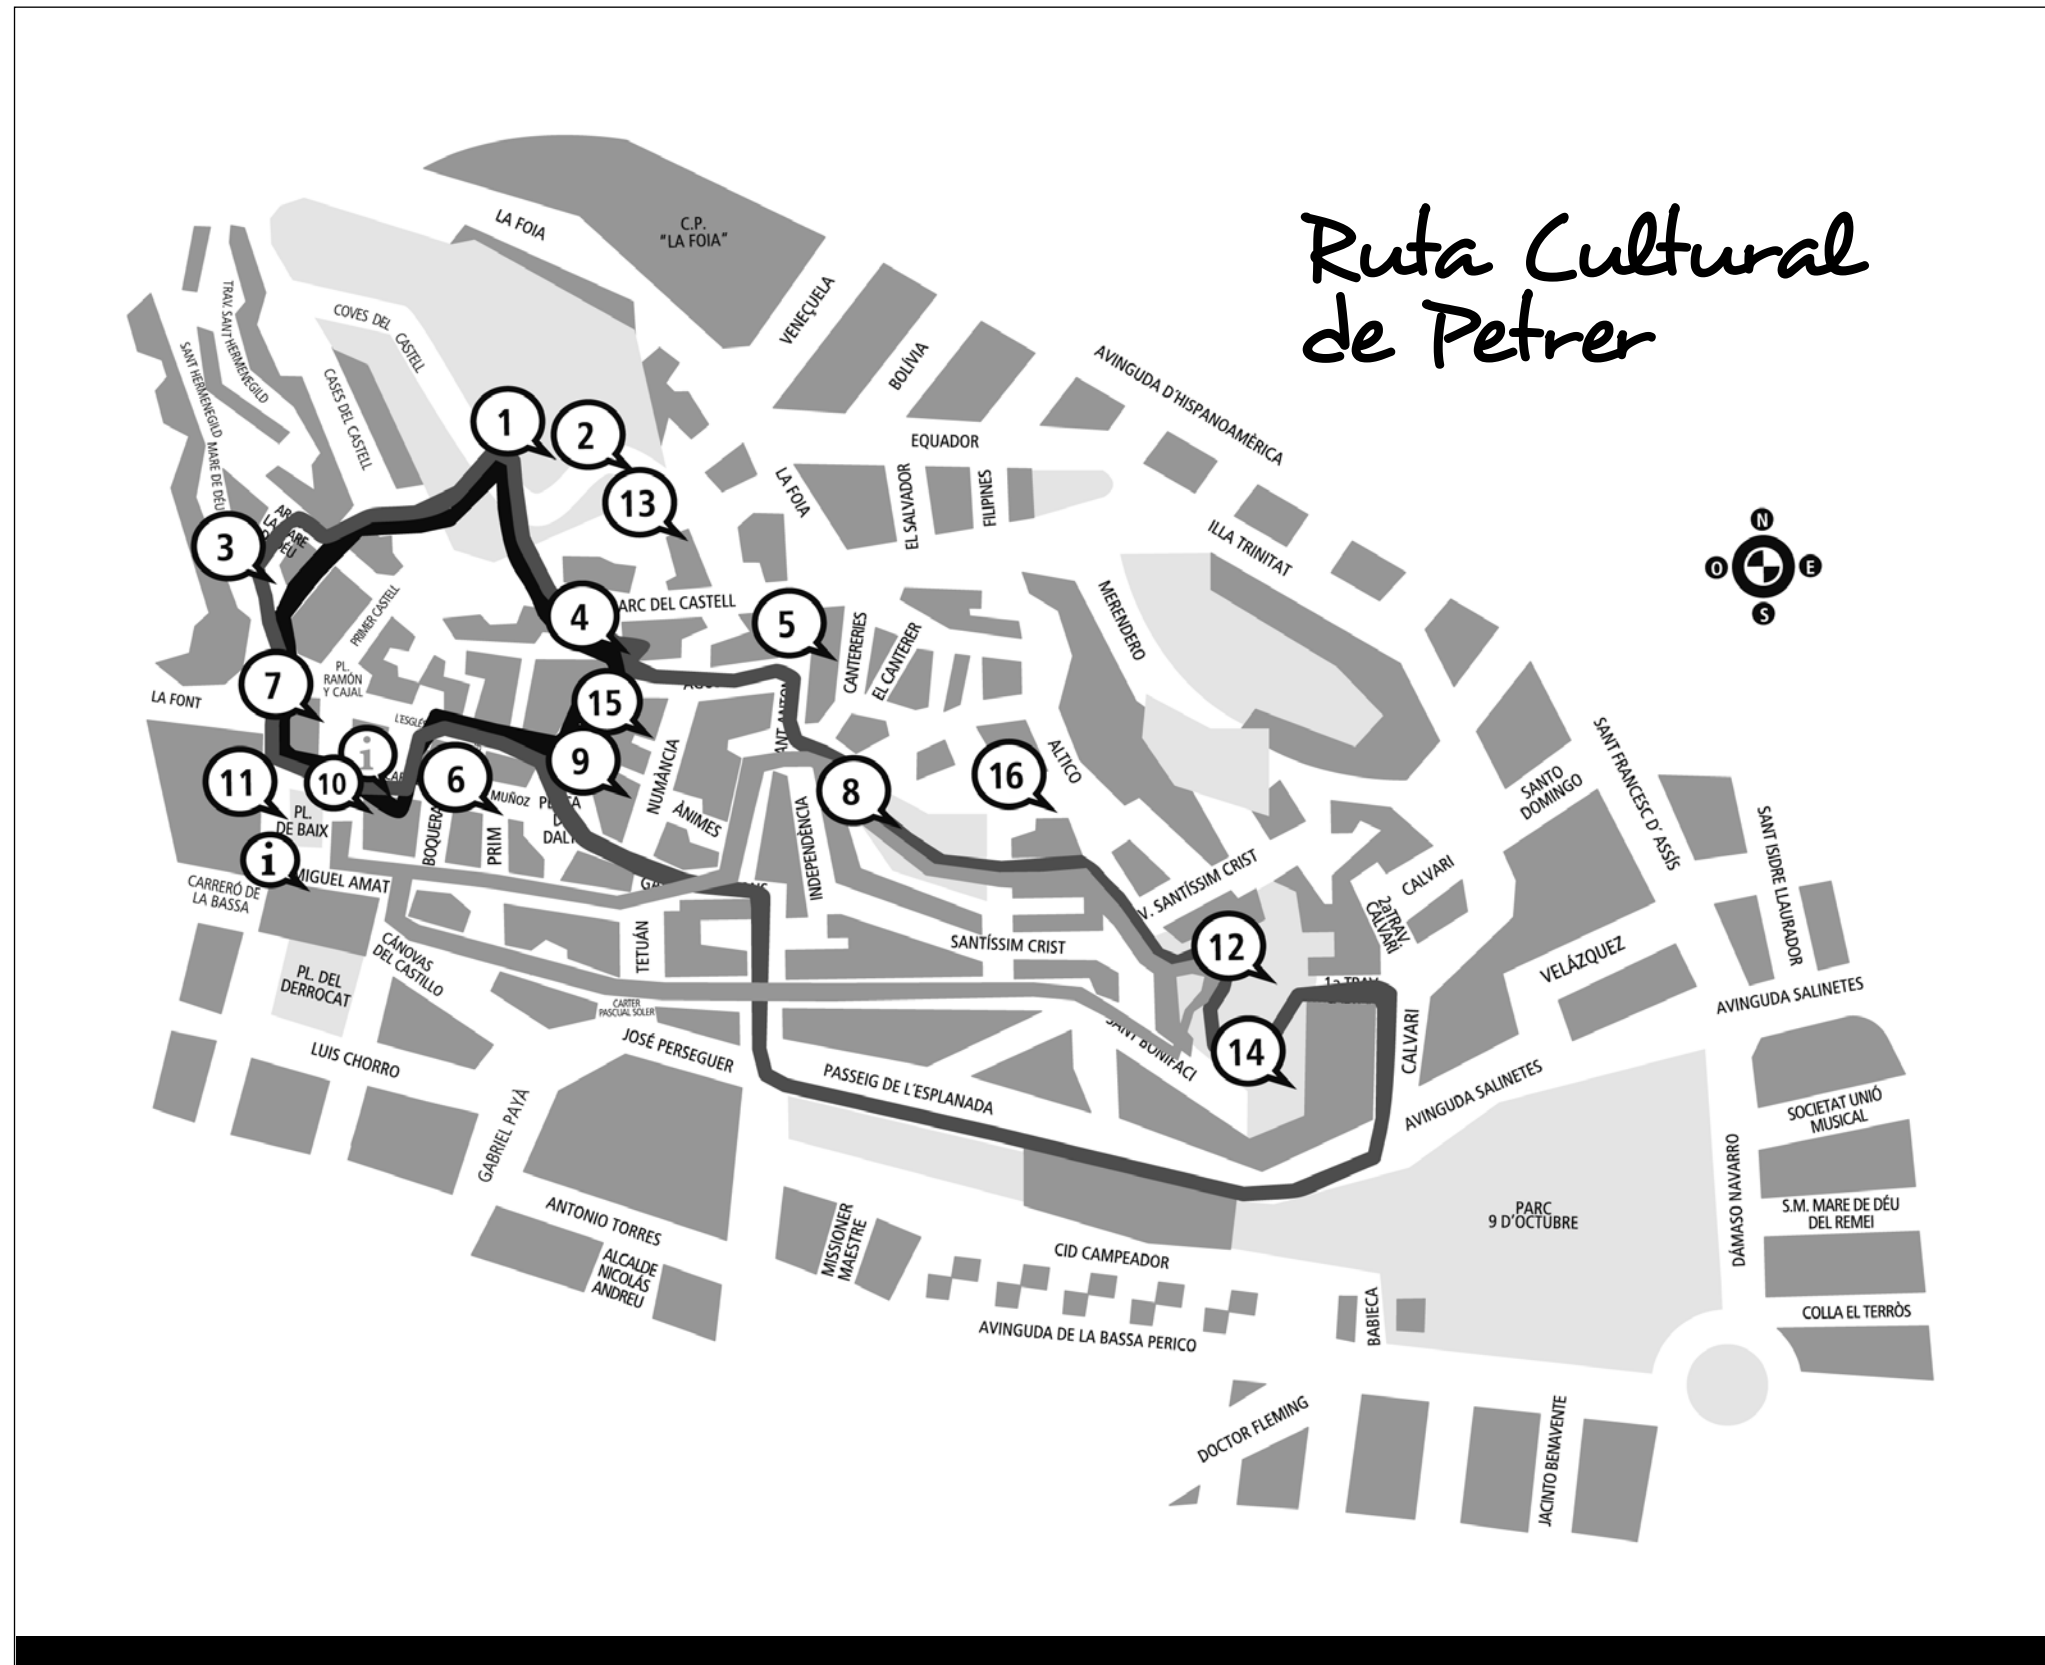 Ruta Cultural
de Petrer
C.P.
"LA FOIA"
LA FOIA
VENEÇUELA
BOLÍVIA
AVINGUDA D'HISPANOAMÈRICA
EQUADOR
LA FOIA
EL SALVADOR
FILIPINES
ILLA TRINITAT
TRAV. SANT HERMENEGILD
SANT HERMENEGILD
MARE DE DÉU
COVES DEL CASTELL
CASES DEL CASTELL
1
2
13
3
4
5
ARC DEL CASTELL
PRIMER CASTELL
CANTERERIES
EL CANTERER
MERENDERO
N
O
E
S
7
PL.
RAMÓN
Y CAJAL
LA FONT
15
9
6
i
10
11
8
16
NUMÀNCIA
ÀNIMES
ALTICO
INDEPENDÈNCIA
MUÑOZ
PRIM
PL.
DE BAIX
i
MIGUEL AMAT
CARRERÓ DE
LA BASSA
CÁNOVAS
DEL CASTILLO
PL. DEL
DERROCAT
TETUÁN
SANTÍSSIM CRIST
V. SANTÍSSIM CRIST
12
14
CALVARI
2aTRAV.
CALVARI
CALVARI
SANTO
DOMINGO
SANT FRANCESC D´ ASSÍS
SANT ISIDRE LLAURADOR
VELÁZQUEZ
AVINGUDA SALINETES
AVINGUDA SALINETES
CARTER
PASCUAL SOLER
JOSÉ PERSEGUER
LUIS CHORRO
GABRIEL PAYÀ
PASSEIG DE L´ESPLANADA
SANT BONIFACI
ANTONIO TORRES
ALCALDE
NICOLÁS
ANDREU
MISSIONER
MAESTRE
CID CAMPEADOR
AVINGUDA DE LA BASSA PERICO
BABIECA
PARC
9 D'OCTUBRE
DÁMASO NAVARRO
SOCIETAT UNIÓ
MUSICAL
S.M. MARE DE DÉU
DEL REMEI
COLLA EL TERRÒS
DOCTOR FLEMING
JACINTO BENAVENTE